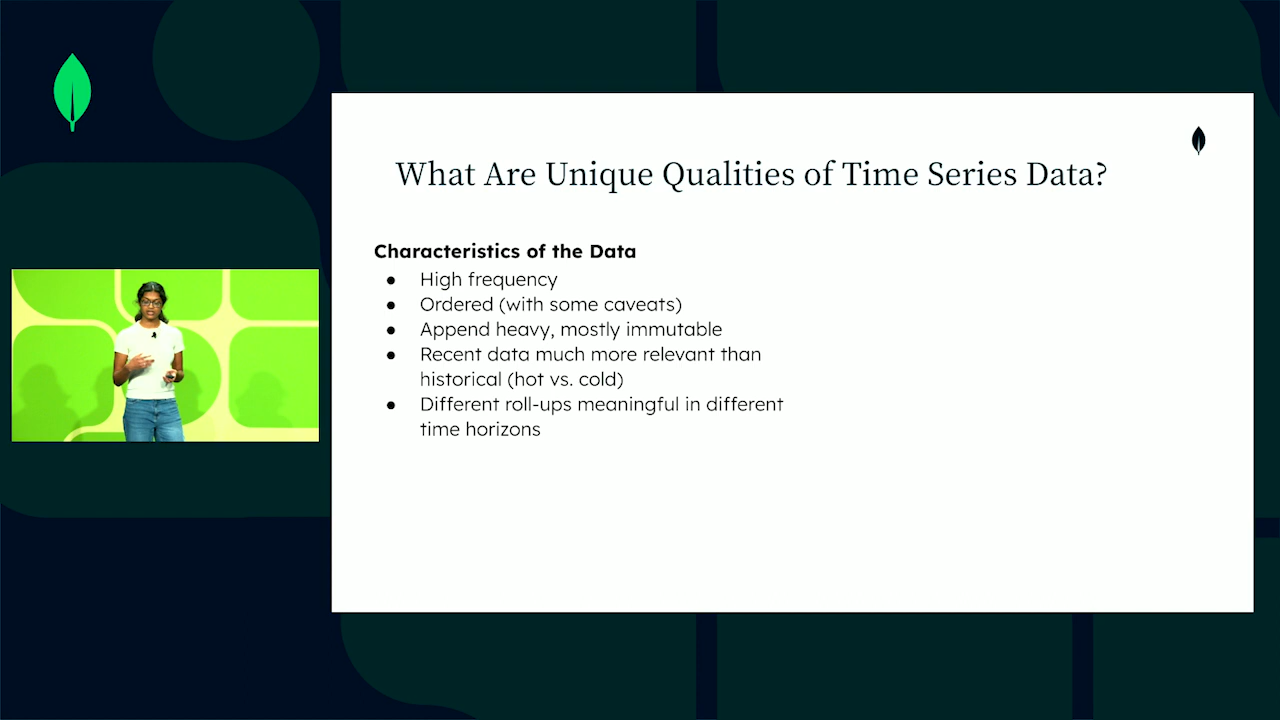 What Are Unique Qualities of Time Series Data?
Characteristics of the Data
● High frequency
● Ordered (with some caveats)
● Append heavy, mostly immutable
● Recent data much more relevant than
historical (hot vs. cold)
● Different roll-ups meaningful in different
time horizons